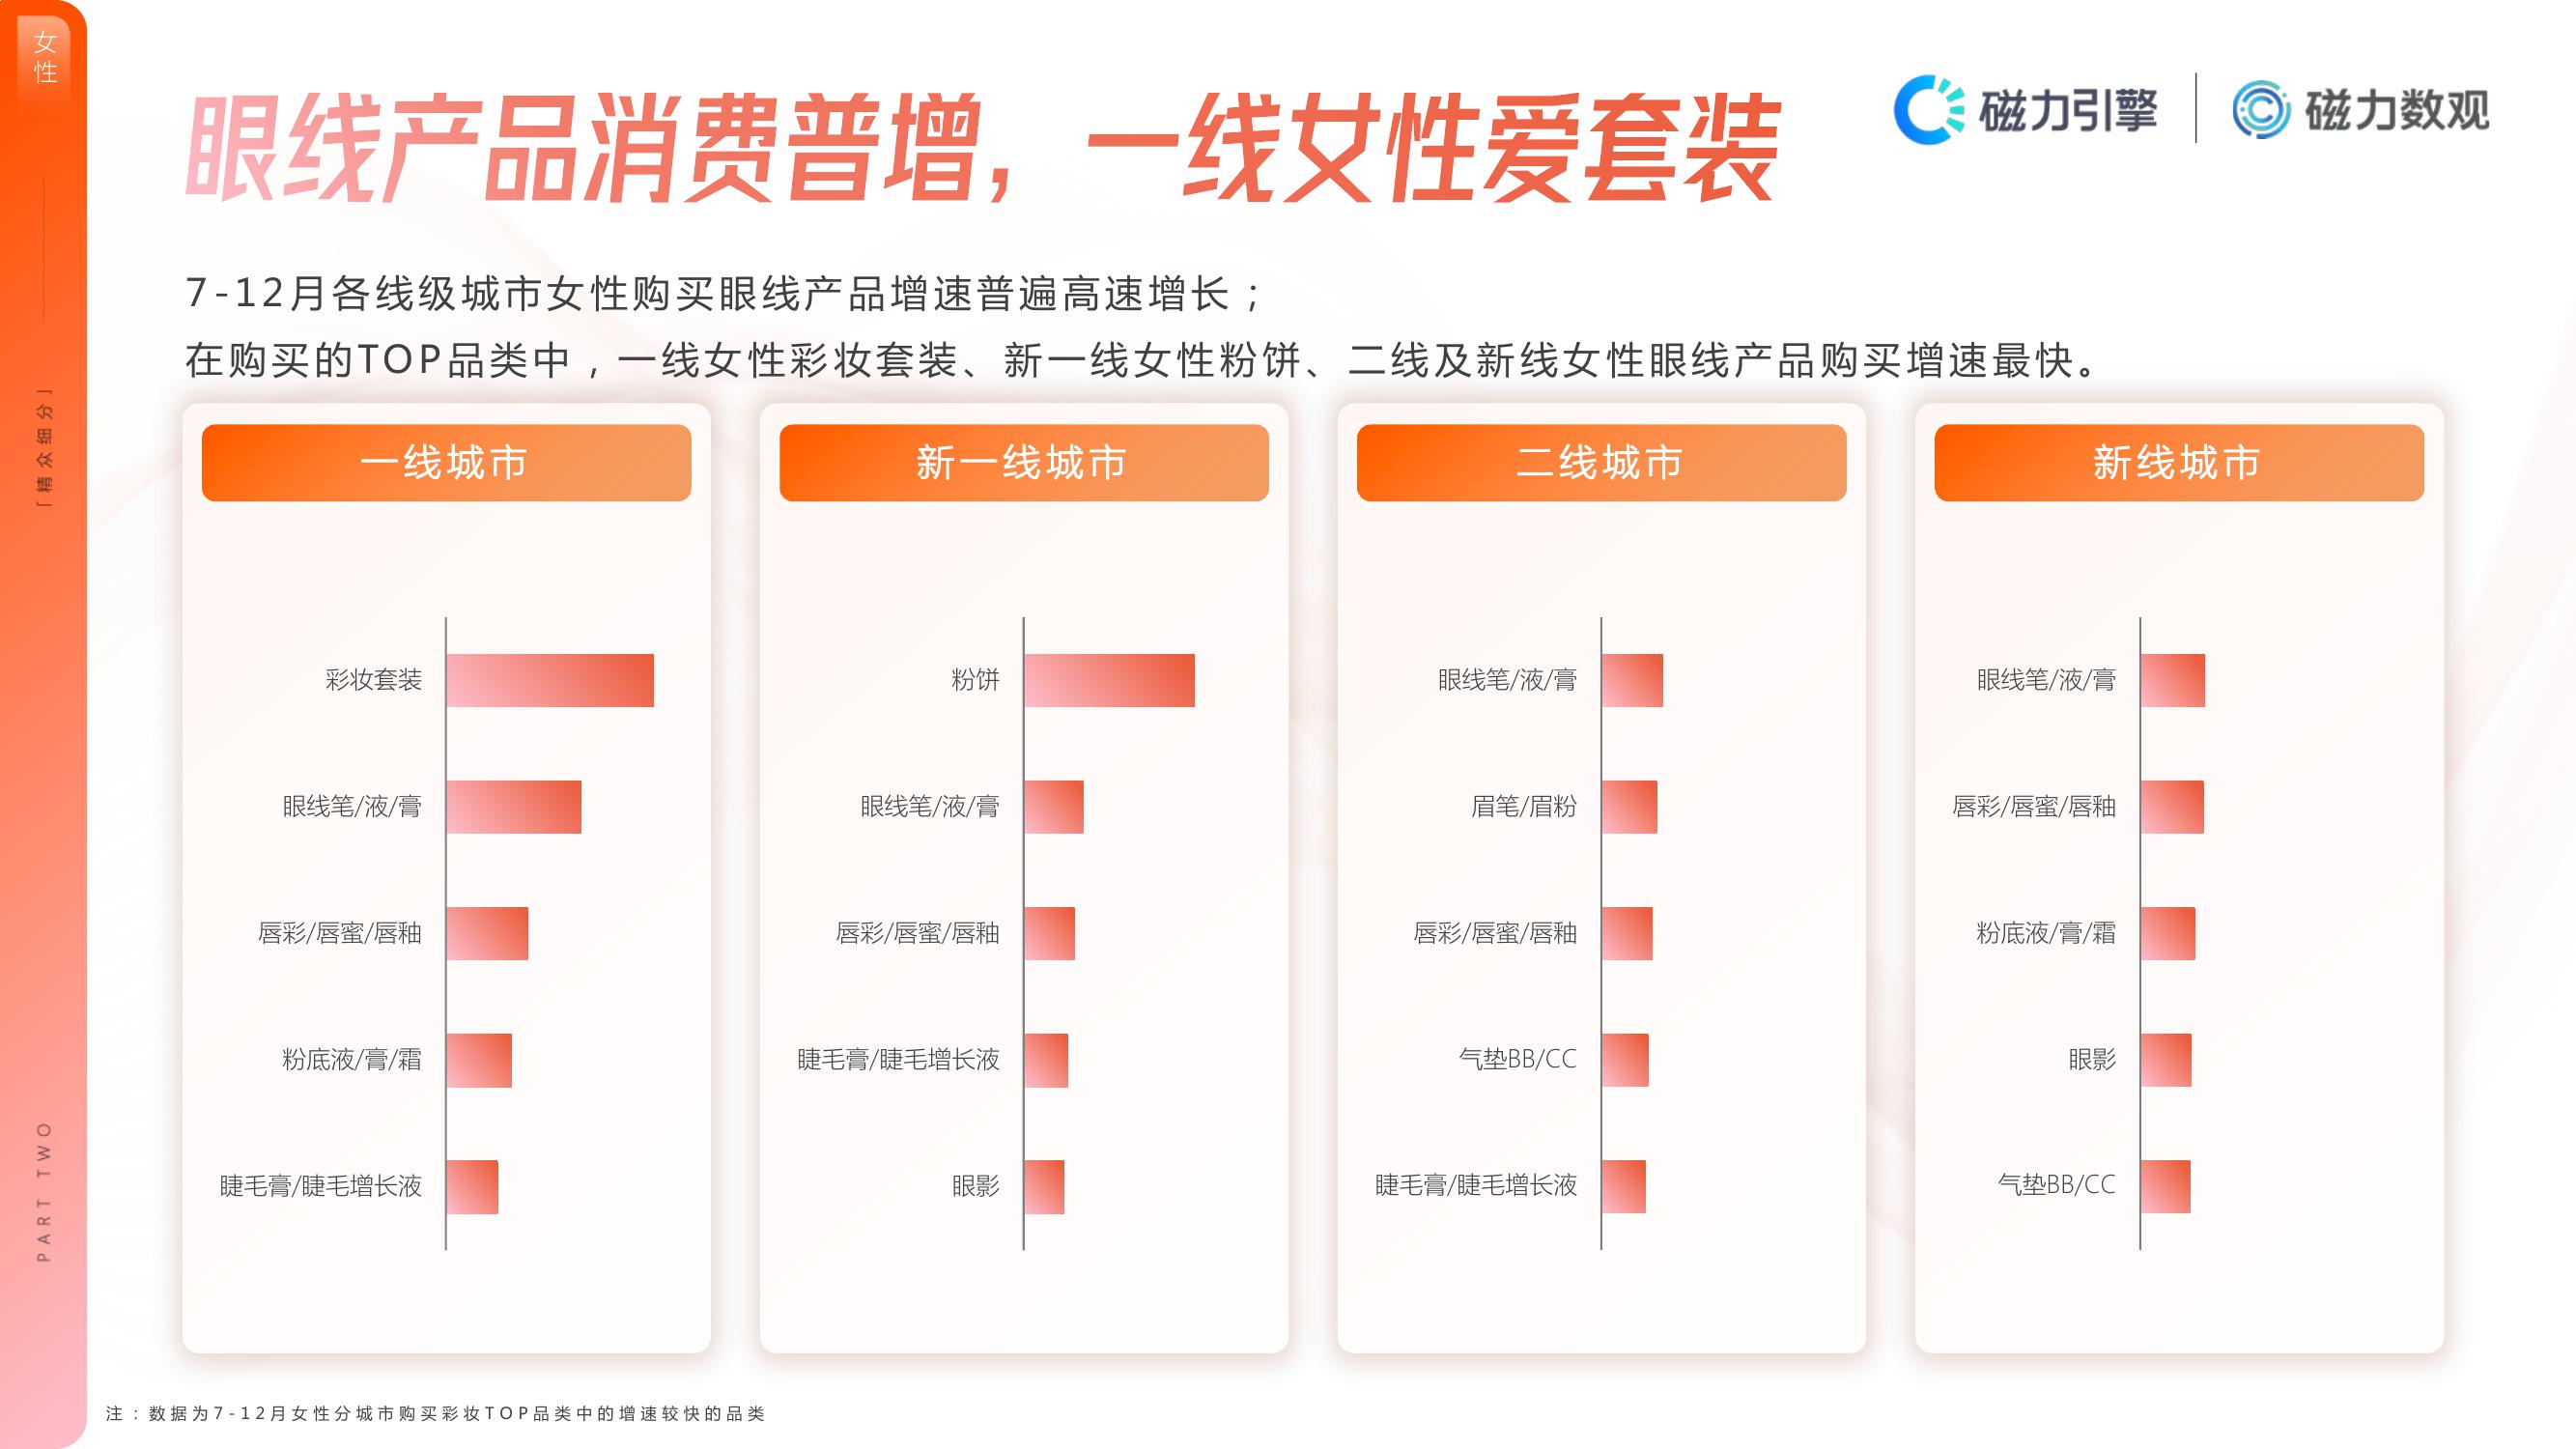 女性
「精众细分」
PART TWO
眼线产品消费普增，一线女性爱套装
磁力引擎
磁力数观
7-12月各线级城市女性购买眼线产品增速普遍高速增长；
在购买的TOP品类中，一线女性彩妆套装、新一线女性粉饼、二线及新线女性眼线产品购买增速最快。
一线城市
彩妆套装
眼线笔/液/膏
唇彩/唇蜜/唇釉
粉底液/膏/霜
睫毛膏/睫毛增长液
新一线城市
粉饼
眼线笔/液/膏
唇彩/唇蜜/唇釉
睫毛膏/睫毛增长液
眼影
二线城市
眼线笔/液/膏
眉笔/眉粉
唇彩/唇蜜/唇釉
气垫BB/CC
睫毛膏/睫毛增长液
新线城市
眼线笔/液/膏
唇彩/唇蜜/唇釉
粉底液/膏/霜
眼影
气垫BB/CC
注：数据为7-12月女性分城市购买彩妆TOP品类中的增速较快的品类